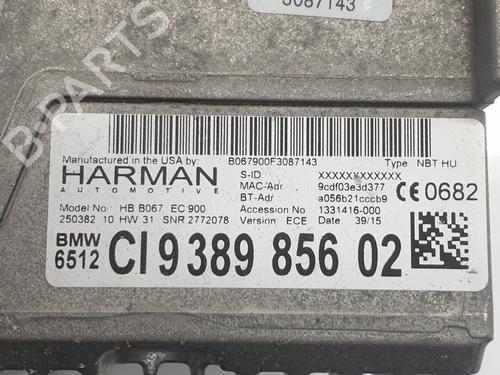 3087143
B-PARTS
B067900F3087143
Manufactured in the USA by:
HARMAN
AUTOMOTIVE
Type NBT HU
S-ID XXXXXXXXXXXX
MAC-Adr 9cdf03e3d377
BT-Adr a056b21cccb9
CE 0682
Model No HB B067 EC 900
Accession No 1331416-000
250382 10 HW 31 SNR 2772078
Version: ECE Date 39/15
BMW
6512 CI 9 389 856 02